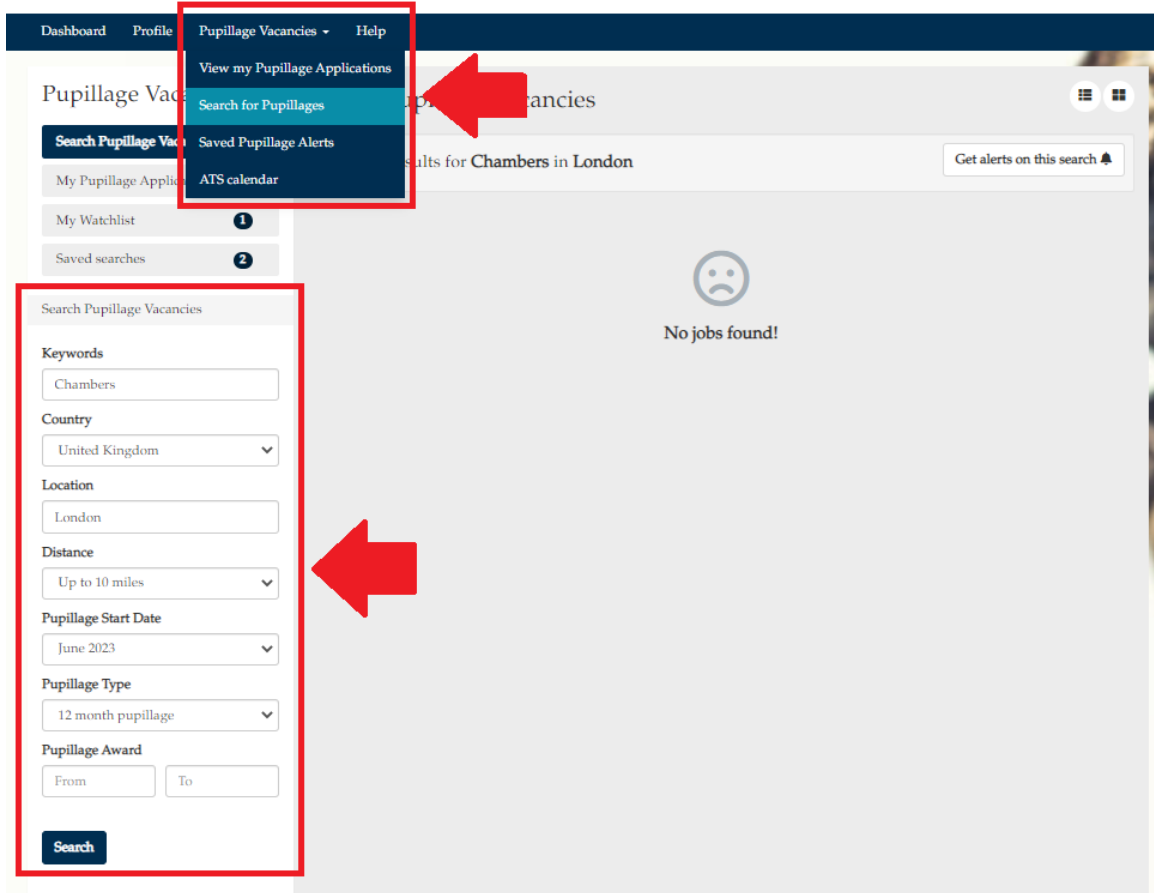 Dashboard Profile Pupillage Vacancies Help
View my Pupillage Applications
Search for Pupillages
Saved Pupillage Alerts
ATS calendar
Pupillage
Search Pupillage
My Pupillage
My Watchlist 1
Saved searches 2
Search Pupillage Vacancies
Keywords
Chambers
Country
United Kingdom
Location
London
Distance
Up to 10 miles
Pupillage Start Date
June 2023
Pupillage Type
12 month pupillage
Pupillage Award
From To
Search
for Chambers in London
Get alerts on this search
No jobs found!